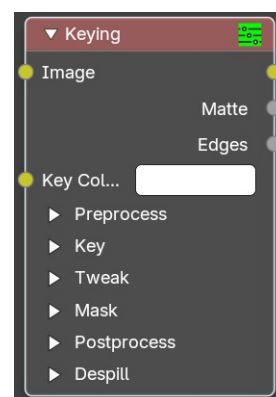 Keying
Image
Matte
Edges
Key Col...
Preprocess
Key
Tweak
Mask
Postprocess
Despill